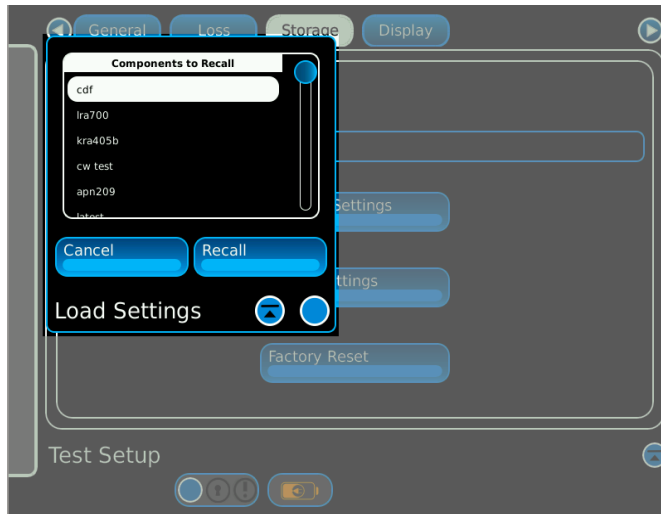 General Loss Storage Display
Components to Recall
cdf
lra700
kra405b
cw test
apn209
latest
Settings
Cancel Recall
ttings
Load Settings
Factory Reset
Test Setup